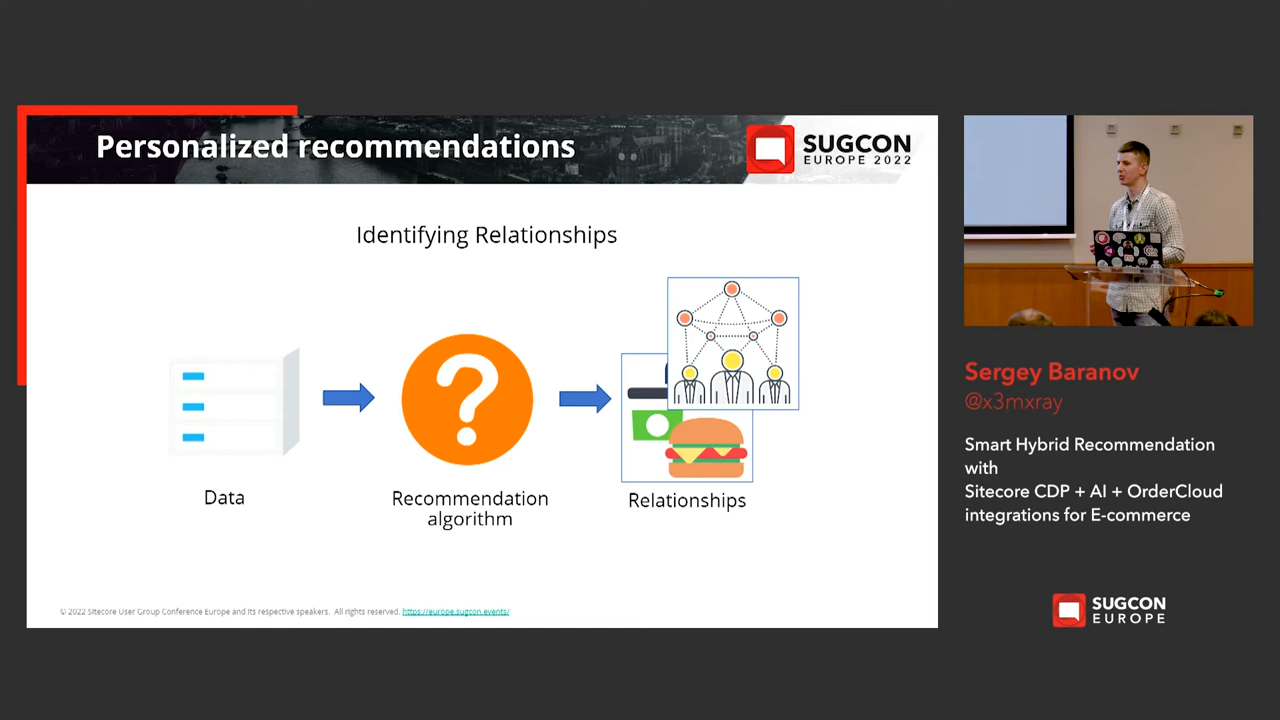 Personalized recommendations
SUGCON
EUROPE 2022
Identifying Relationships
?
Data
Recommendation
algorithm
Relationships
© 2022 Sitecore User Group Conference Europe and its respective speakers. All rights reserved. https://europe.sugcon.events/
Sergey Baranov
@x3mxray
Smart Hybrid Recommendation
with
Sitecore CDP + AI + OrderCloud
integrations for E-commerce
SUGCON
EUROPE